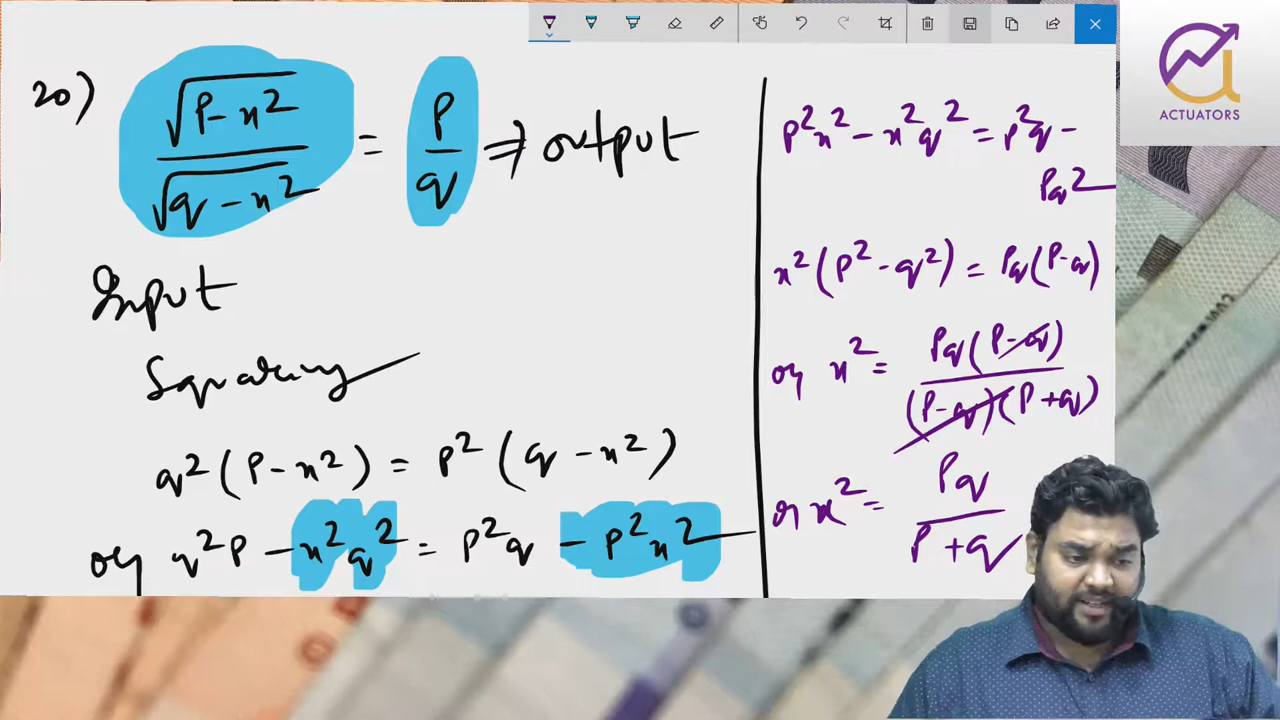 20) √(P-x²) / √(q-x²) = P/q ⇒ output
Input
Squaring
q²(P-x²) = P²(q-x²)
or q²P - x²q² = P²q - P²x²
P²x² - x²q² = P²q -
Pq²
x²(P²-q²) = Pq(P-q)
or x² = Pq(P-q) / (P-q)(P+q)
or x² = Pq / P+q
ACTUATORS